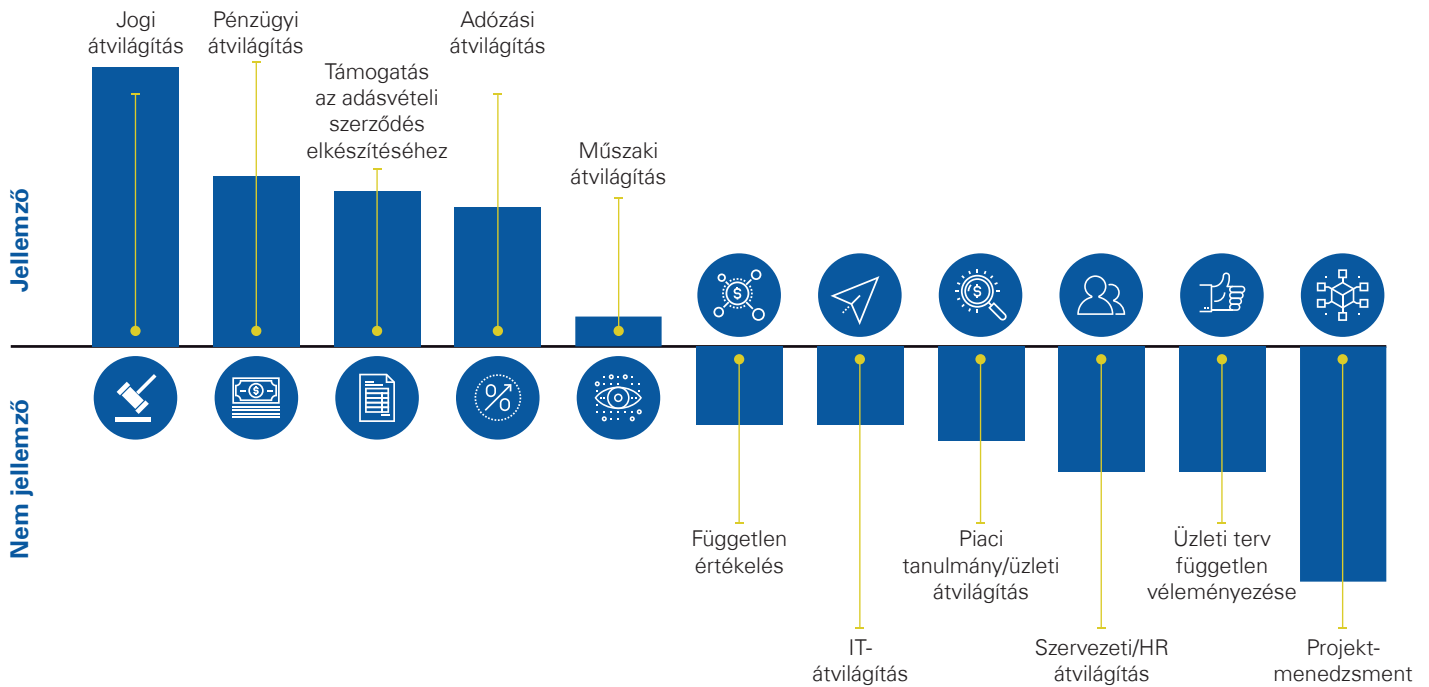 Jogi
átvilágítás
Pénzügyi
átvilágítás
Támogatás
az adásvételi
szerződés
elkészítéséhez
Adózási
átvilágítás
Műszaki
átvilágítás
Jellemző
Nem jellemző
Független
értékelés
IT-
átvilágítás
Piaci
tanulmány/üzleti
átvilágítás
Szervezeti/HR
átvilágítás
Üzleti terv
független
véleményezése
Projekt-
menedzsment